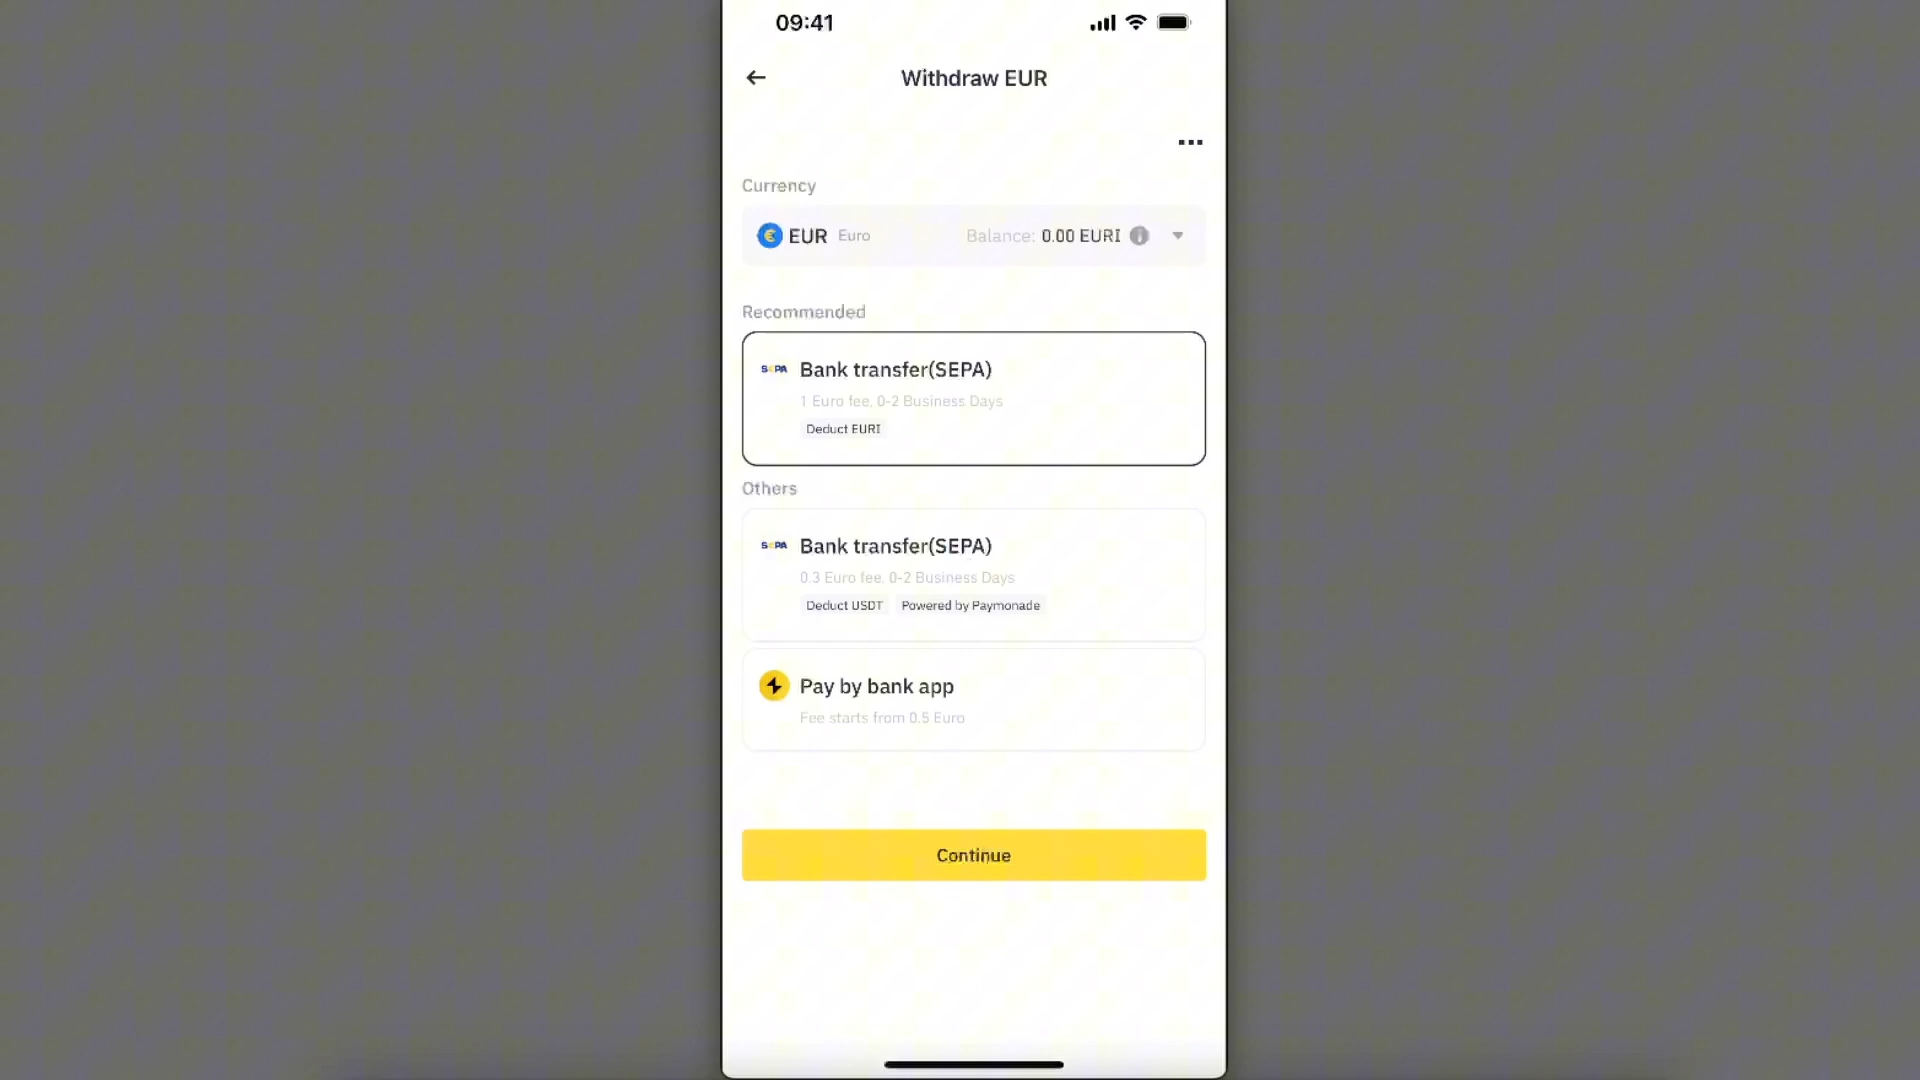 09:41
Withdraw EUR
Currency
EUR Euro Balance: 0.00 EURI
Recommended
SEPA Bank transfer(SEPA)
1 Euro fee, 0-2 Business Days
Deduct EURI
Others
SEPA Bank transfer(SEPA)
0.3 Euro fee, 0-2 Business Days
Deduct USDT Powered by Paymonade
Pay by bank app
Fee starts from 0.5 Euro
Continue